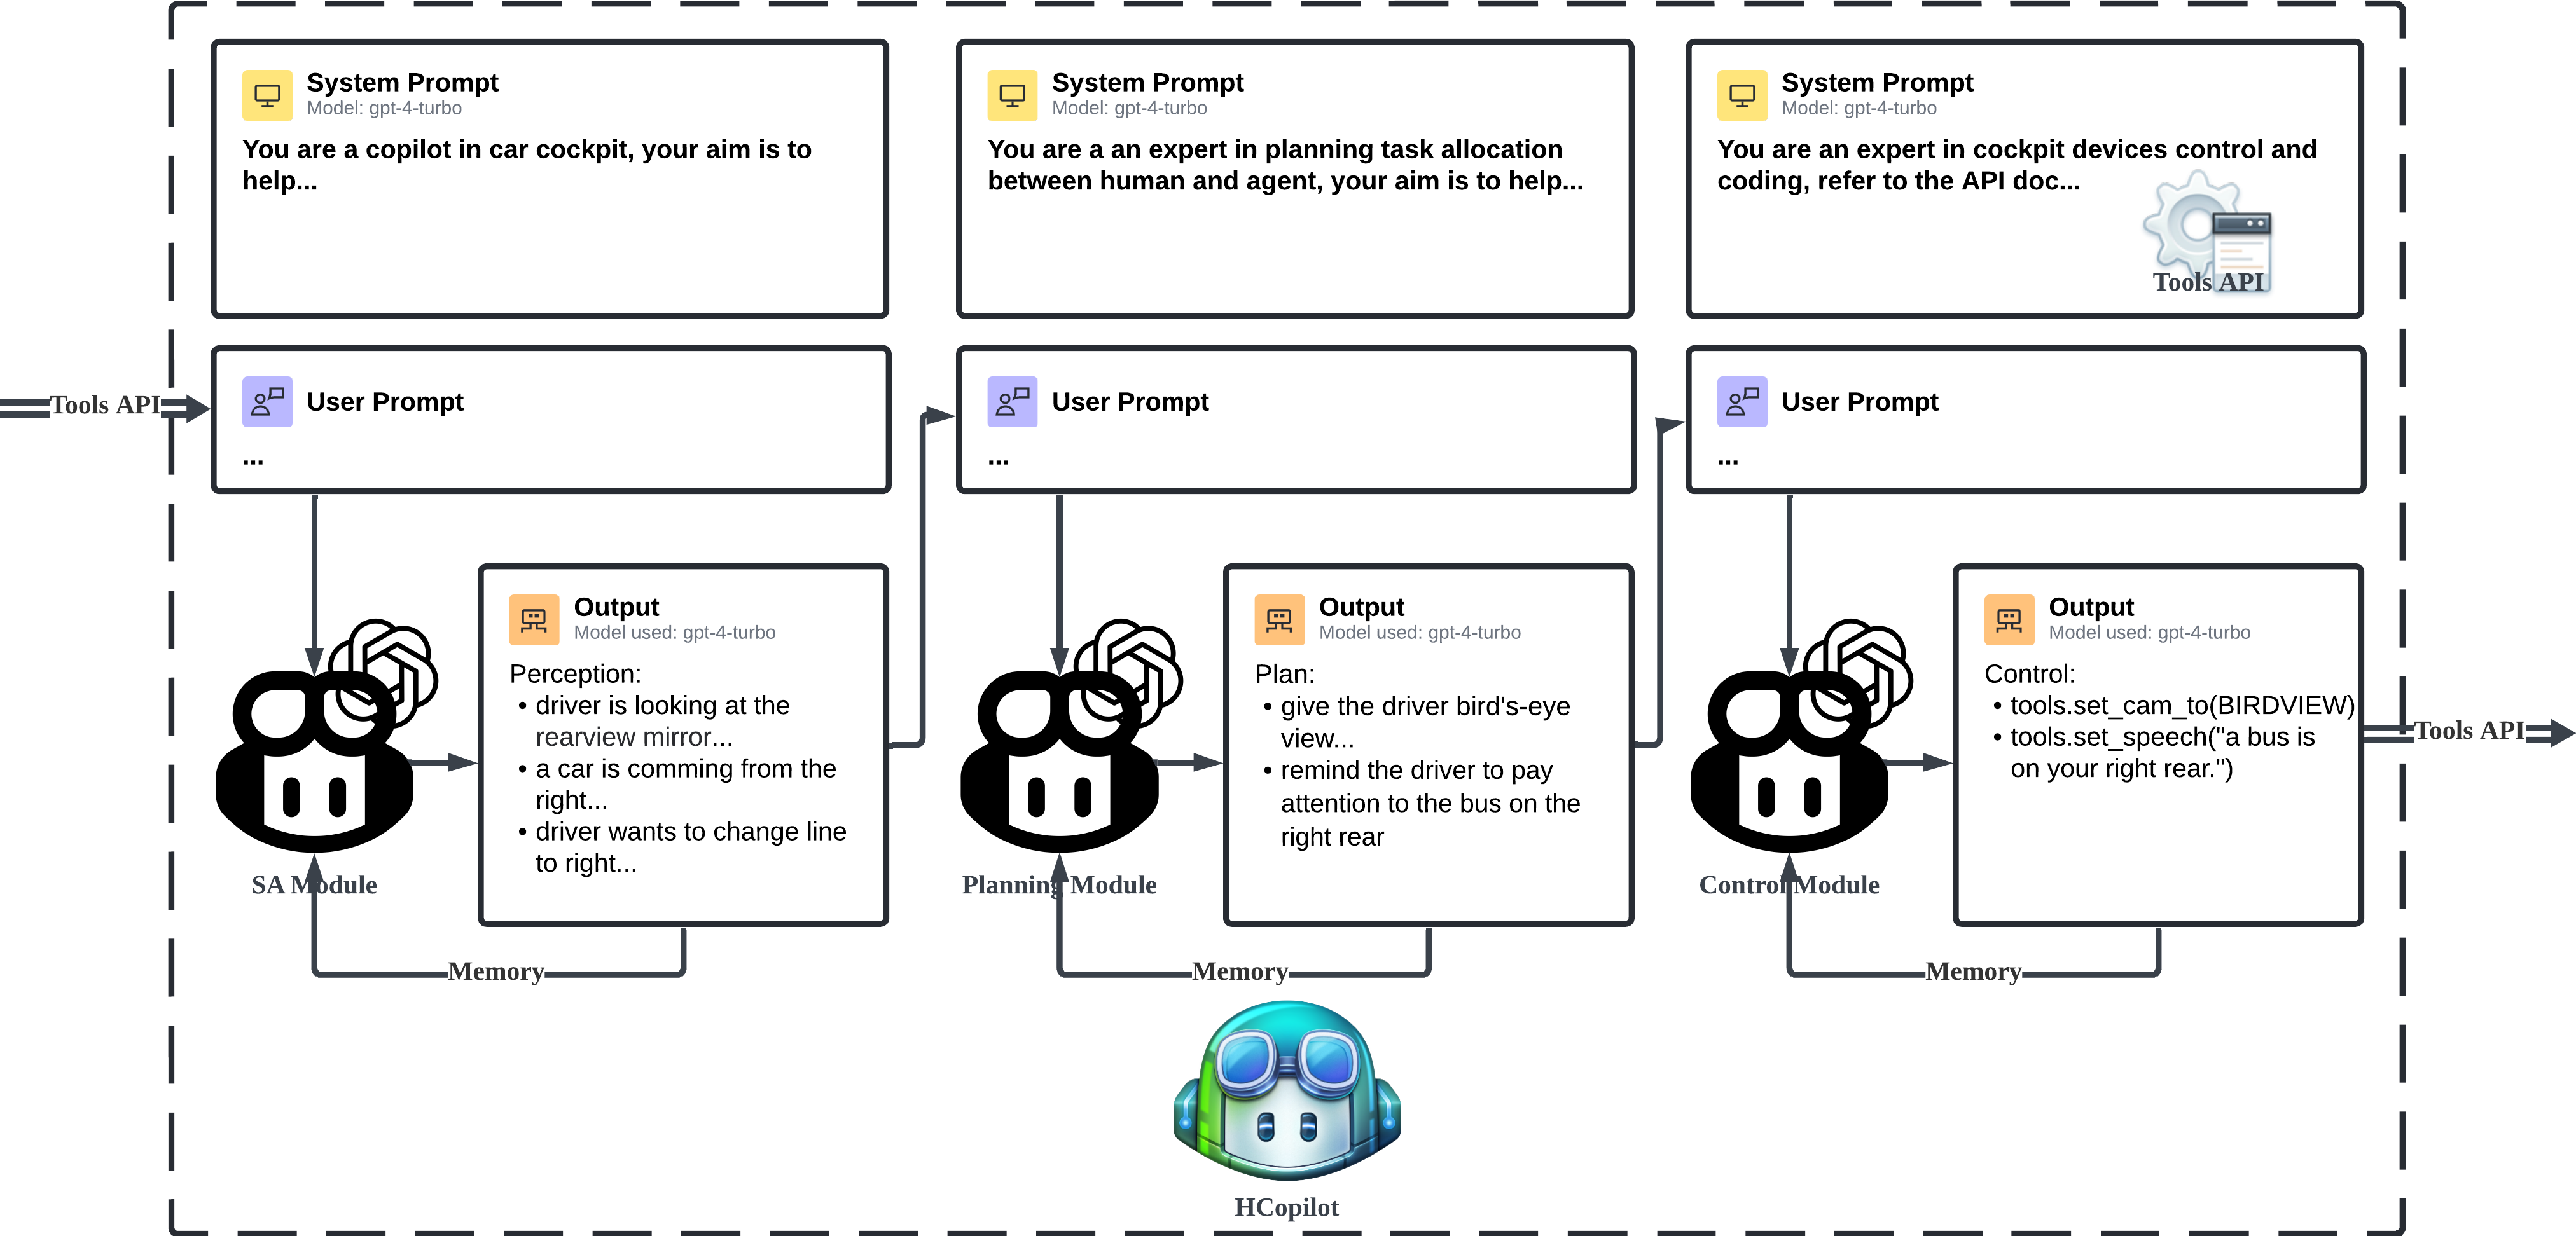 System Prompt
Model: gpt-4-turbo
You are a copilot in car cockpit, your aim is to
help...
System Prompt
Model: gpt-4-turbo
You are a an expert in planning task allocation
between human and agent, your aim is to help...
System Prompt
Model: gpt-4-turbo
You are an expert in cockpit devices control and
coding, refer to the API doc...
Tools API
Tools API
User Prompt
...
User Prompt
...
User Prompt
...
Output
Model used: gpt-4-turbo
Perception:
• driver is looking at the
rearview mirror...
• a car is comming from the
right...
• driver wants to change line
to right...
SA Module
Memory
Output
Model used: gpt-4-turbo
Plan:
• give the driver bird's-eye
view...
• remind the driver to pay
attention to the bus on the
right rear
Planning Module
Memory
Output
Model used: gpt-4-turbo
Control:
• tools.set_cam_to(BIRDVIEW)
• tools.set_speech("a bus is
on your right rear.")
Control Module
Memory
Tools API
HCopilot